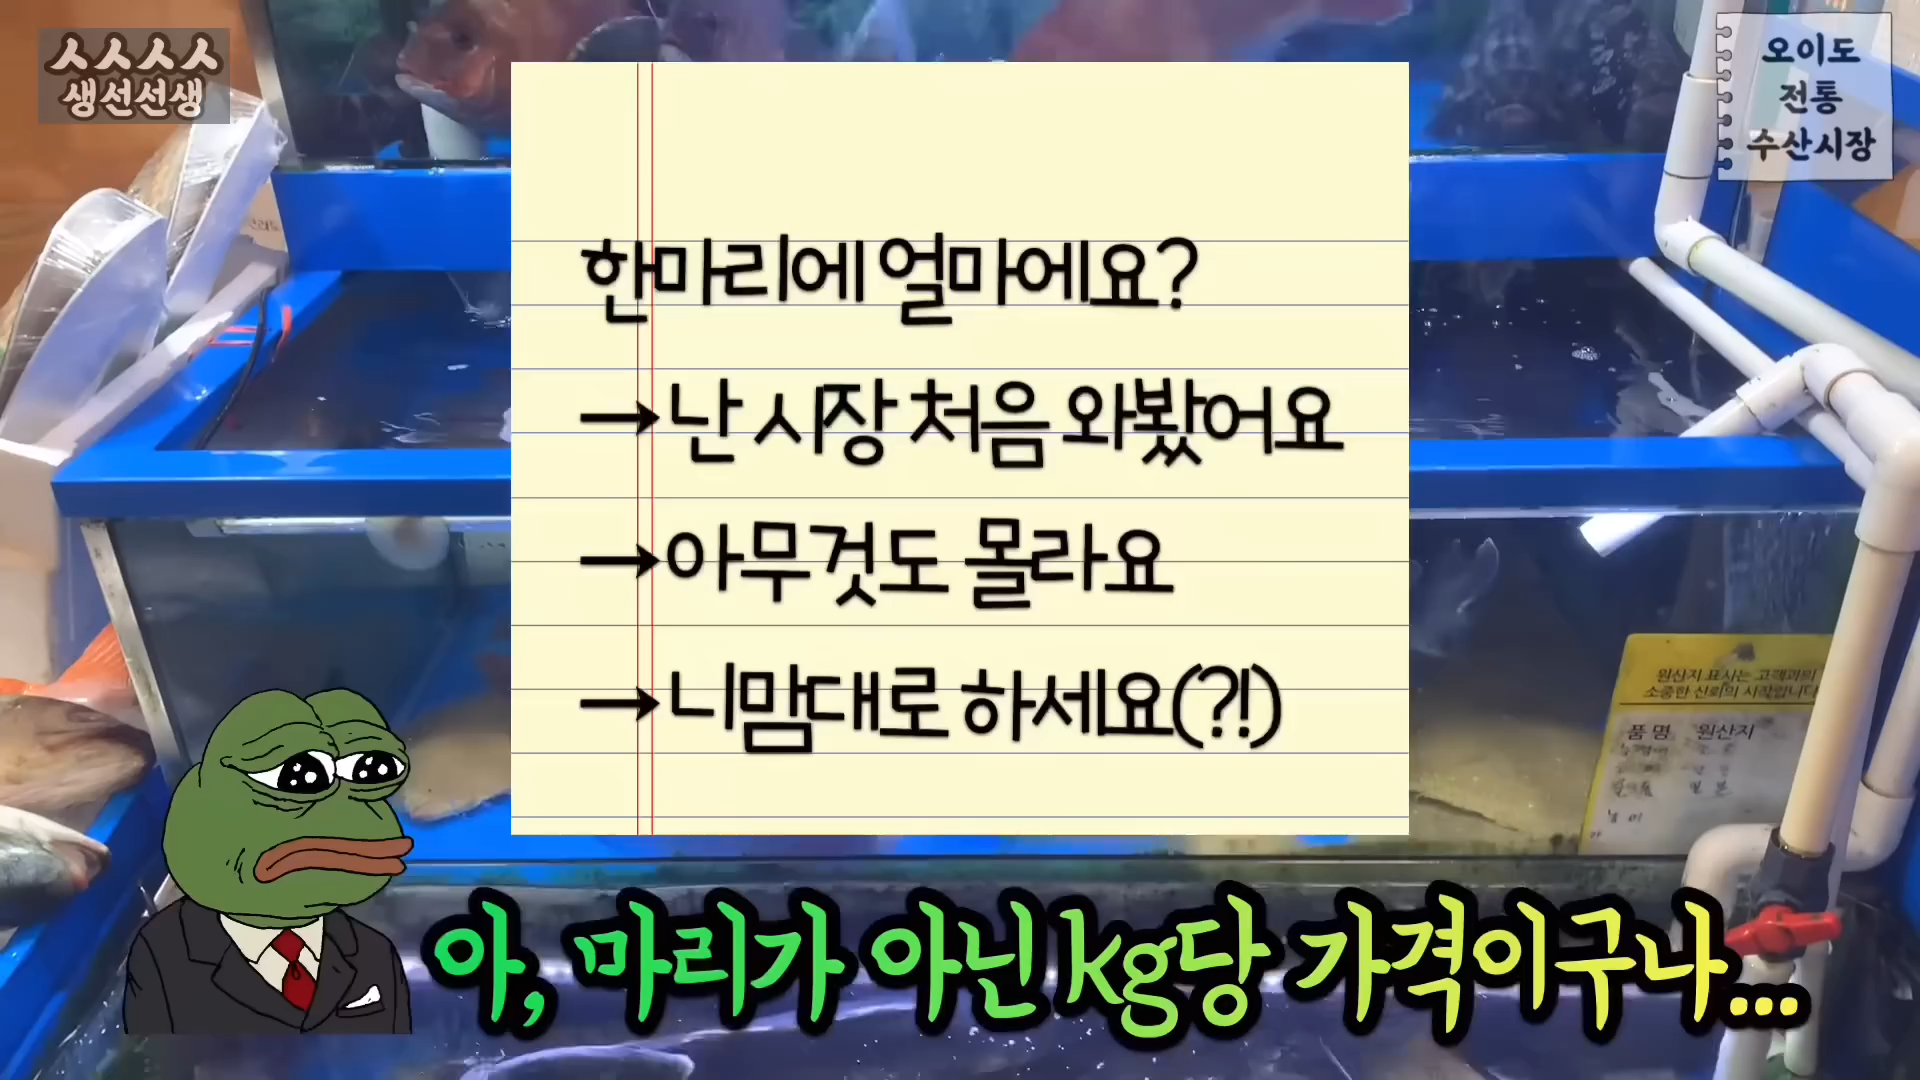 ㅅㅅㅅㅅ
생선선생
오이도
전통
수산시장
한마리에 얼마에요?
→난 시장 처음 와봤어요
→아무것도 몰라요
→니맘대로 하세요(?!)
원산지 표시는 고객과의
소중한 신뢰의 시작입니다
품명 원산지
일본
아, 마리가 아닌 kg당 가격이구나...